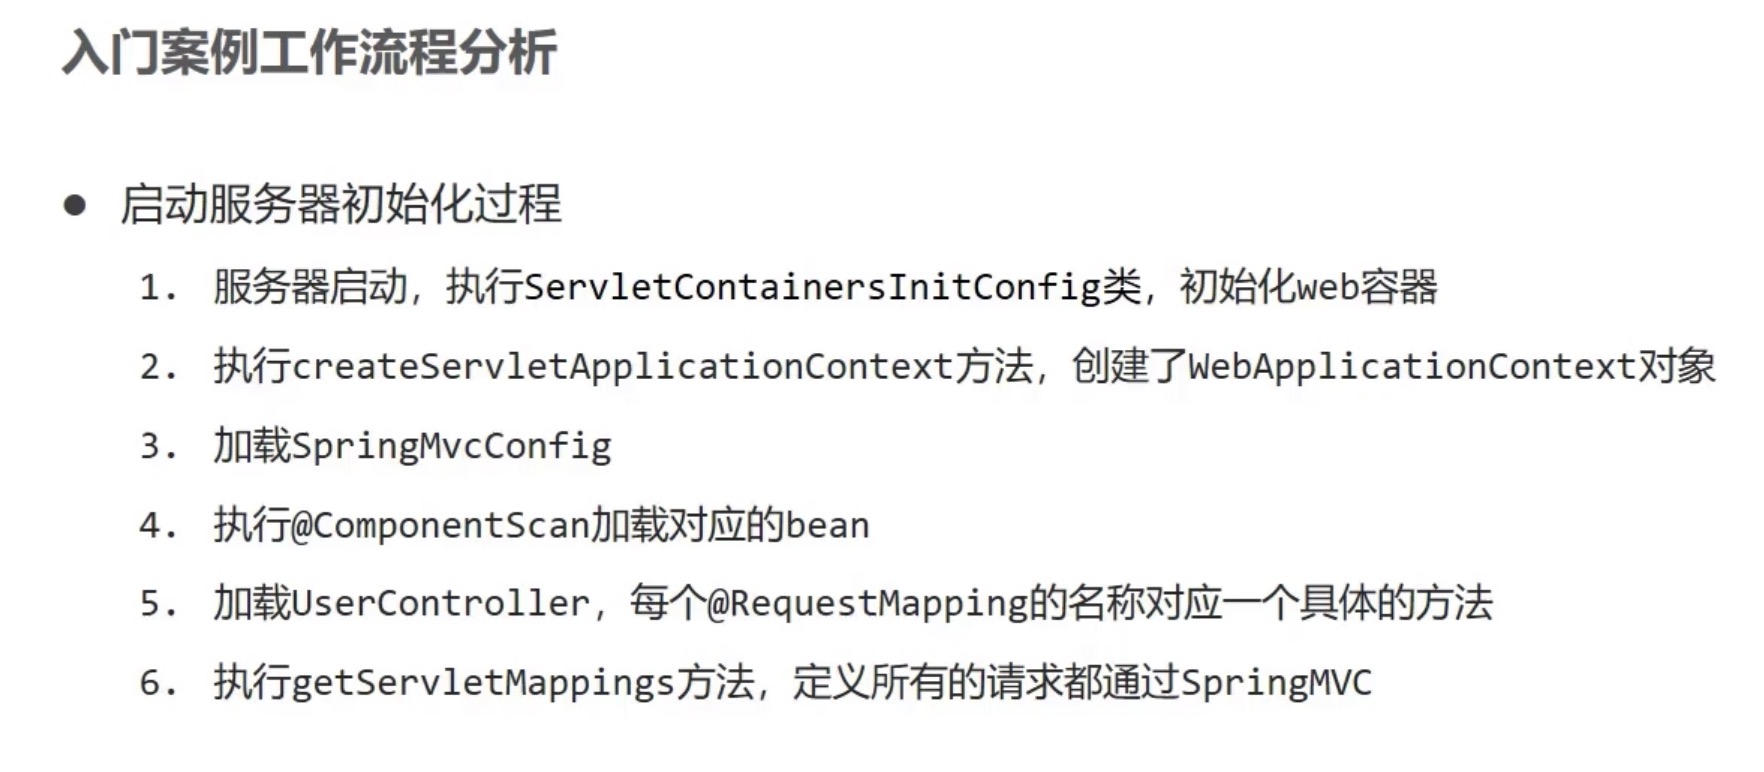 入门案例工作流程分析
● 启动服务器初始化过程
1. 服务器启动，执行ServletContainersInitConfig类，初始化web容器
2. 执行createServletApplicationContext方法，创建了WebApplicationContext对象
3. 加载SpringMvcConfig
4. 执行@ComponentScan加载对应的bean
5. 加载UserController，每个@RequestMapping的名称对应一个具体的方法
6. 执行getServletMappings方法，定义所有的请求都通过SpringMVC